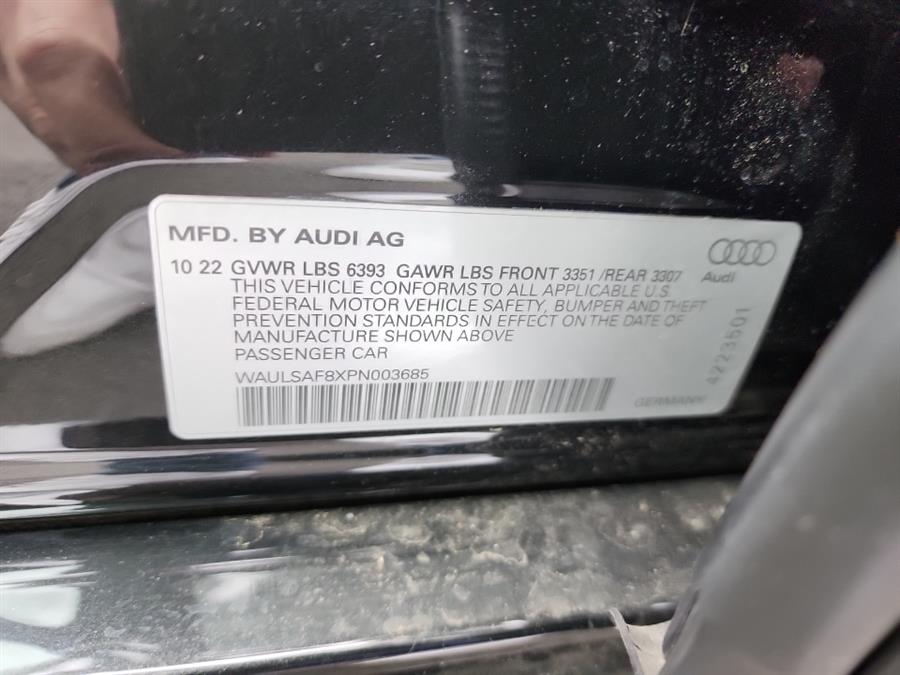 MFD. BY AUDI AG
10 22 GVWR LBS 6393 GAWR LBS FRONT 3351 /REAR 3307
THIS VEHICLE CONFORMS TO ALL APPLICABLE U.S.
FEDERAL MOTOR VEHICLE SAFETY, BUMPER AND THEFT
PREVENTION STANDARDS IN EFFECT ON THE DATE OF
MANUFACTURE SHOWN ABOVE
PASSENGER CAR
WAULSAF8XPN003685
Audi
4223501
GERMANY